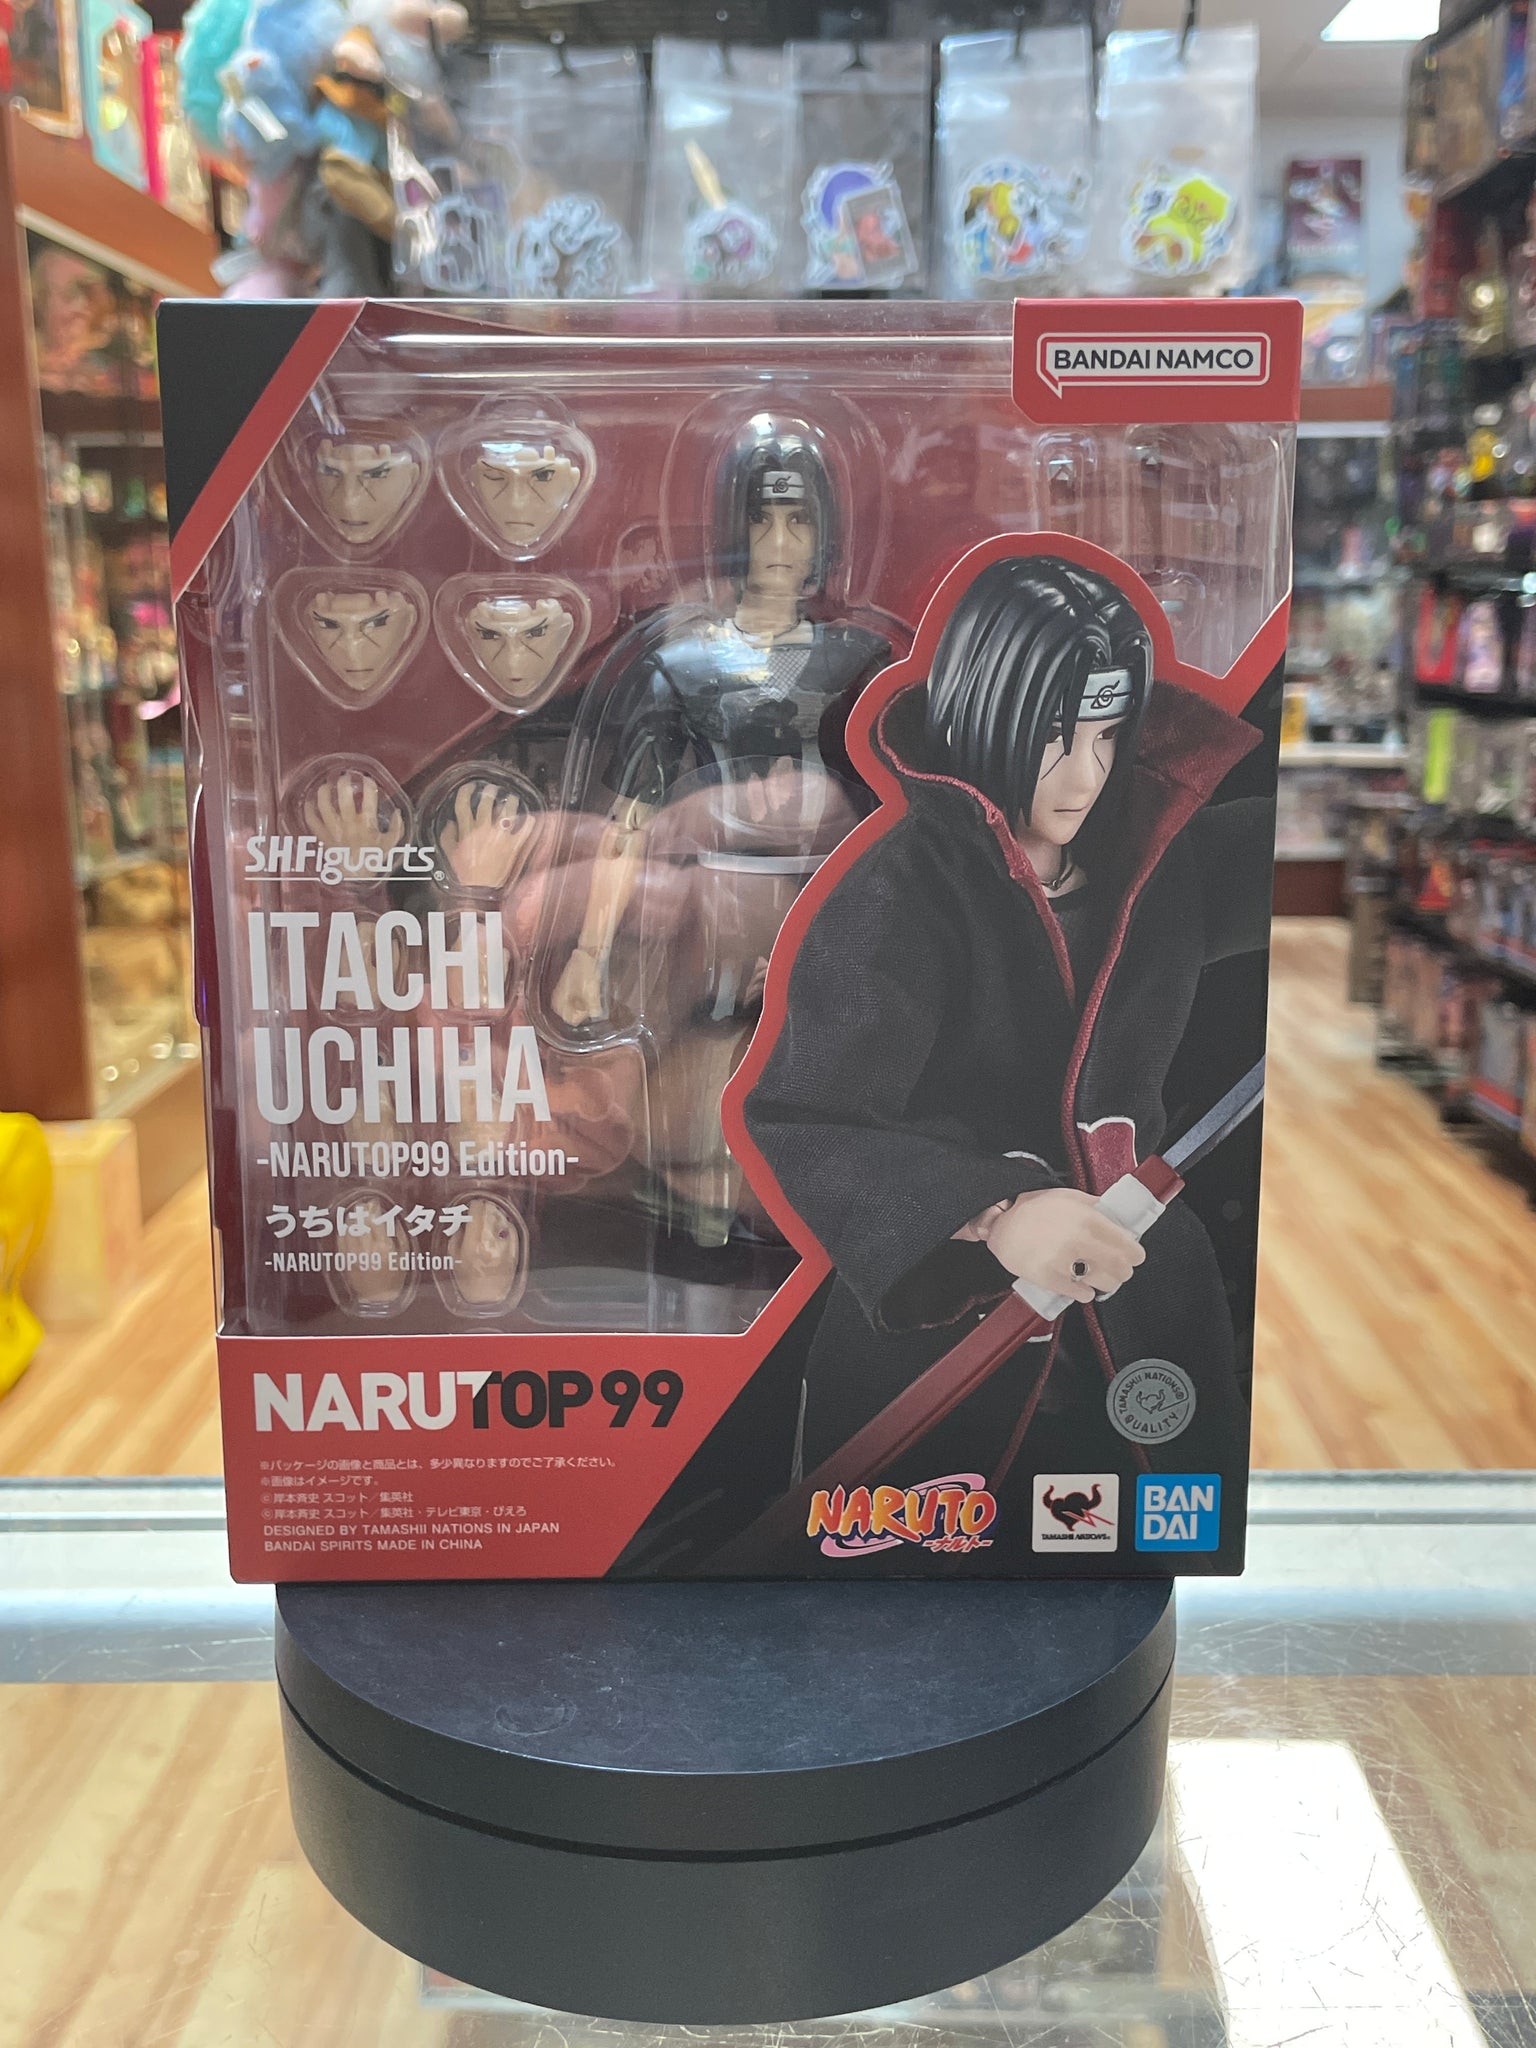 BANDAI NAMCO
S.H.Figuarts®
ITACHI
UCHIHA
-NARUTOP99 Edition-
うちはイタチ
-NARUTOP99 Edition-
NARUTOP99
※パッケージの画像と商品とは、多少異なりますのでご了承ください。
※画像はイメージです。
©岸本斉史 スコット／集英社
©岸本斉史 スコット／集英社・テレビ東京・ぴえろ
DESIGNED BY TAMASHII NATIONS IN JAPAN
BANDAI SPIRITS MADE IN CHINA
TAMASHII NATIONS®
QUALITY
NARUTO
-ナルト-
TAMASHII NATIONS®
BAN
DAI